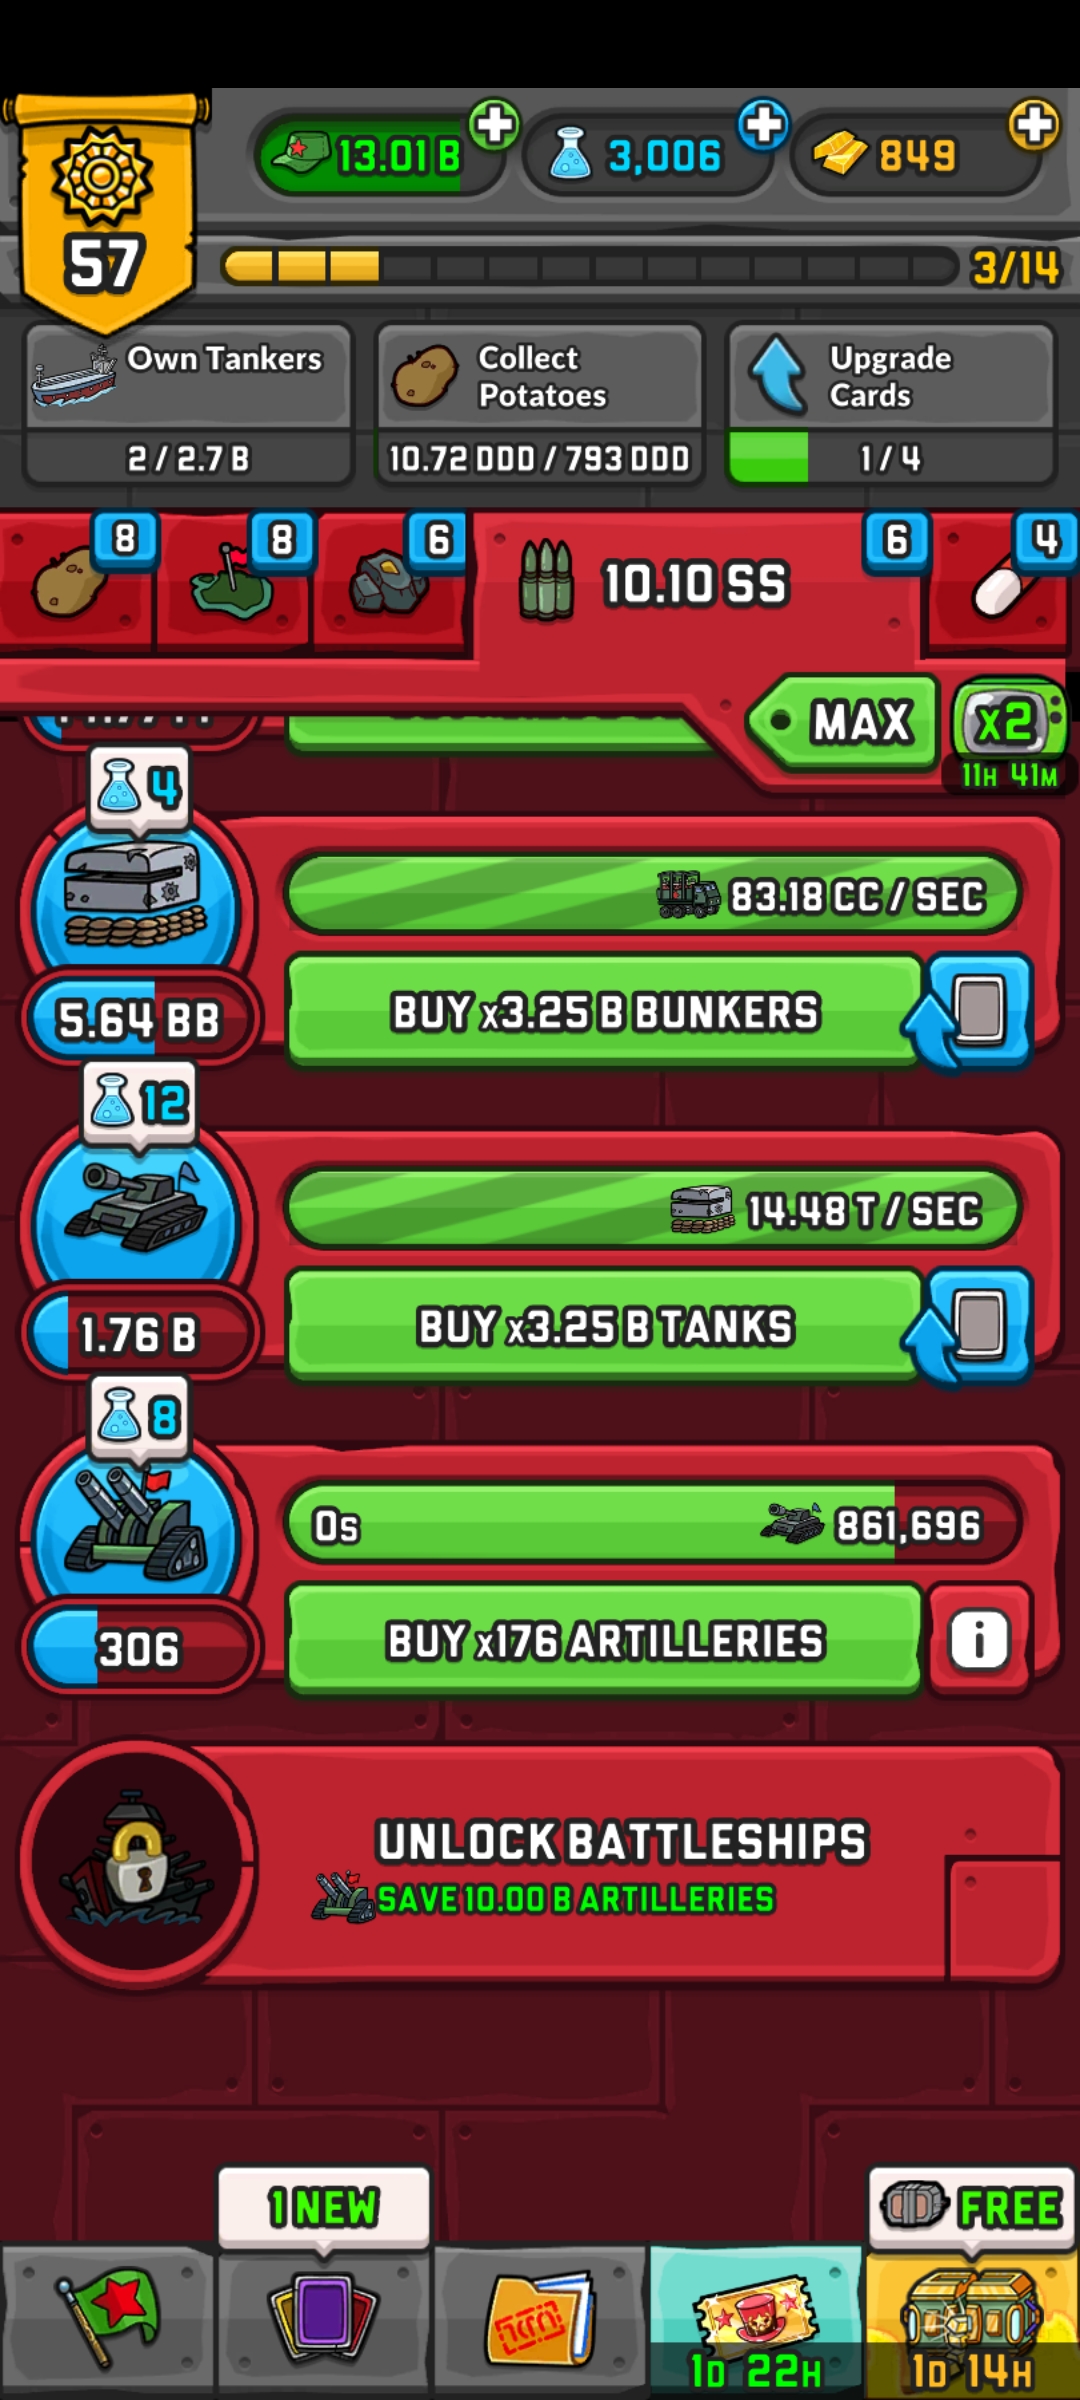 13.01 B
3,006
849
57
3/14
Own Tankers
2 / 2.7 B
Collect
Potatoes
10.72 DDD / 793 DDD
Upgrade
Cards
1 / 4
8
8
6
10.10 SS
6
4
MAX
x2
11H 41M
4
83.18 CC / SEC
5.64 BB
BUY x3.25 B BUNKERS
12
14.48 T / SEC
1.76 B
BUY x3.25 B TANKS
8
0s
861,696
306
BUY x176 ARTILLERIES
i
UNLOCK BATTLESHIPS
SAVE 10.00 B ARTILLERIES
1 NEW
FREE
1D 22H
1D 14H